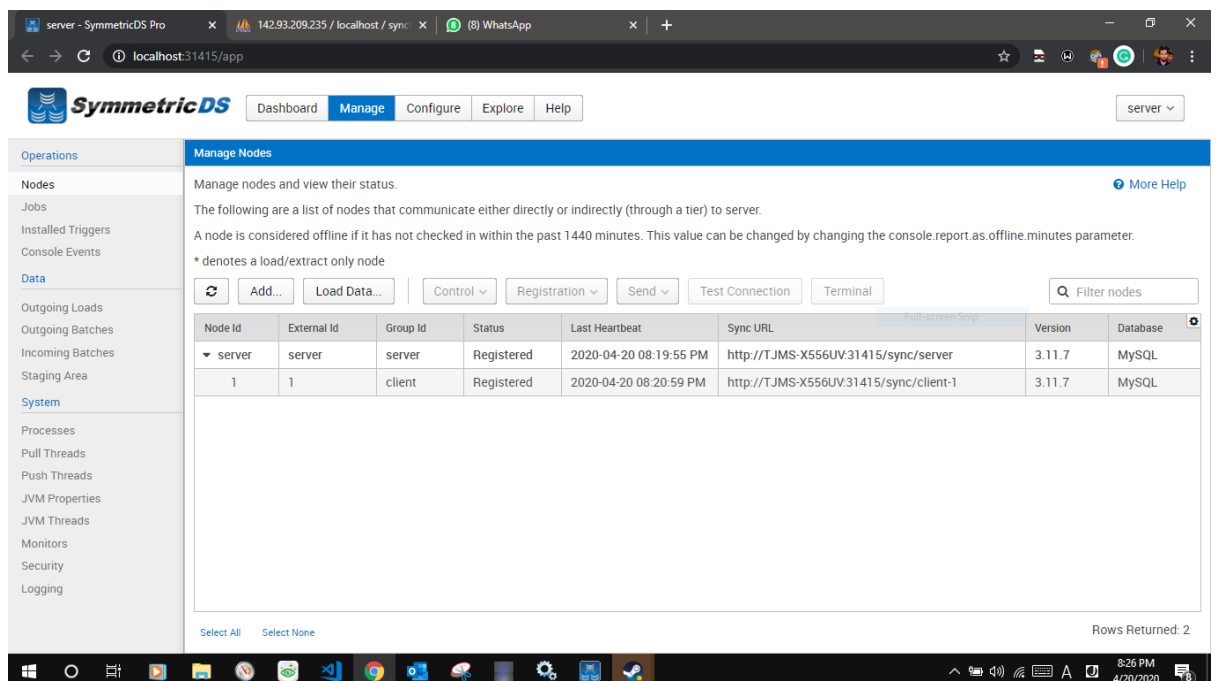 server - SymmetricDS Pro
142.93.209.235 / localhost / sync
8
(8) WhatsApp
localhost:31415/app
SymmetricDS
Dashboard
Manage
Configure
Explore
Help
server
Operations
Nodes
Jobs
Installed Triggers
Console Events
Data
Outgoing Loads
Outgoing Batches
Incoming Batches
Staging Area
System
Processes
Pull Threads
Push Threads
JVM Properties
JVM Threads
Monitors
Security
Logging
Manage Nodes
Manage nodes and view their status.
More Help
The following are a list of nodes that communicate either directly or indirectly (through a tier) to server.
A node is considered offline if it has not checked in within the past 1440 minutes. This value can be changed by changing the console.report.as.offline.minutes parameter.
* denotes a load/extract only node
Add...
Load Data...
Control
Registration
Send
Test Connection
Terminal
Filter nodes
Full-screen Snip
Node Id External Id Group Id Status Last Heartbeat Sync URL Version Database
server server server Registered 2020-04-20 08:19:55 PM http://TJMS-X556UV:31415/sync/server 3.11.7 MySQL
1 1 client Registered 2020-04-20 08:20:59 PM http://TJMS-X556UV:31415/sync/client-1 3.11.7 MySQL
Select All
Select None
Rows Returned: 2
A
8:26 PM
4/20/2020
8